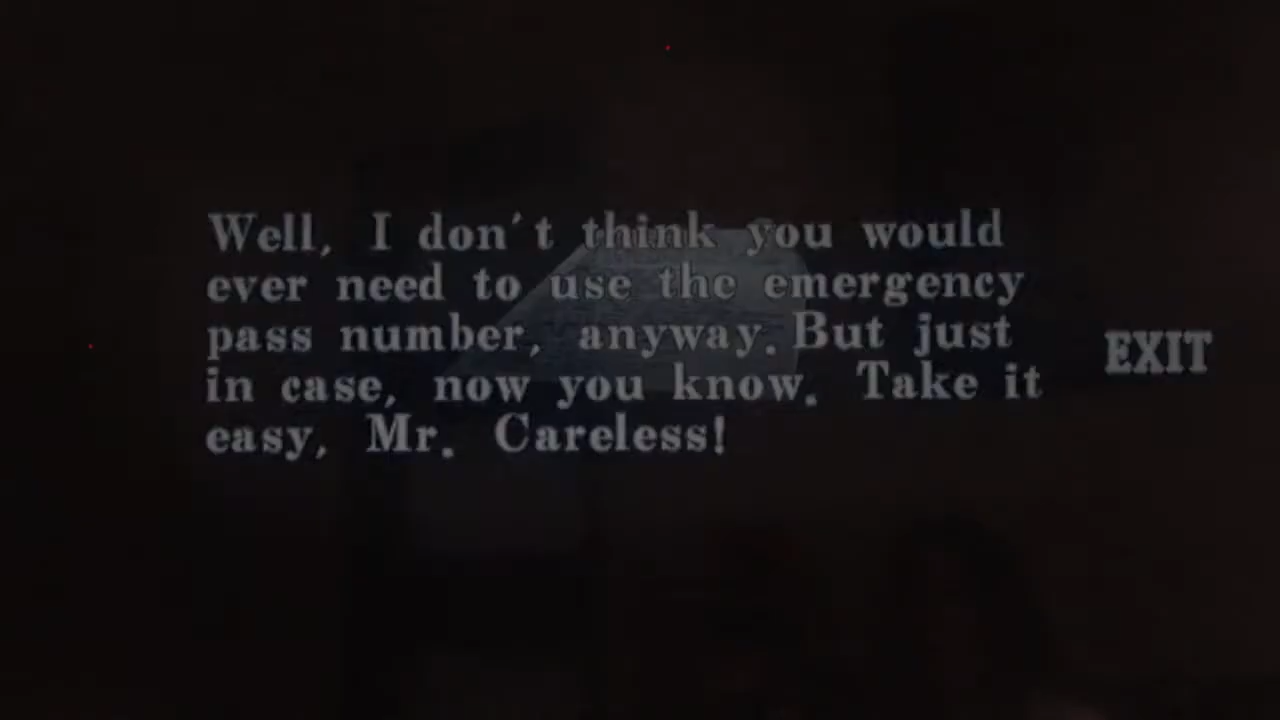 Well, I don't think you would
ever need to use the emergency
pass number, anyway. But just
in case, now you know. Take it
easy, Mr. Careless!
EXIT